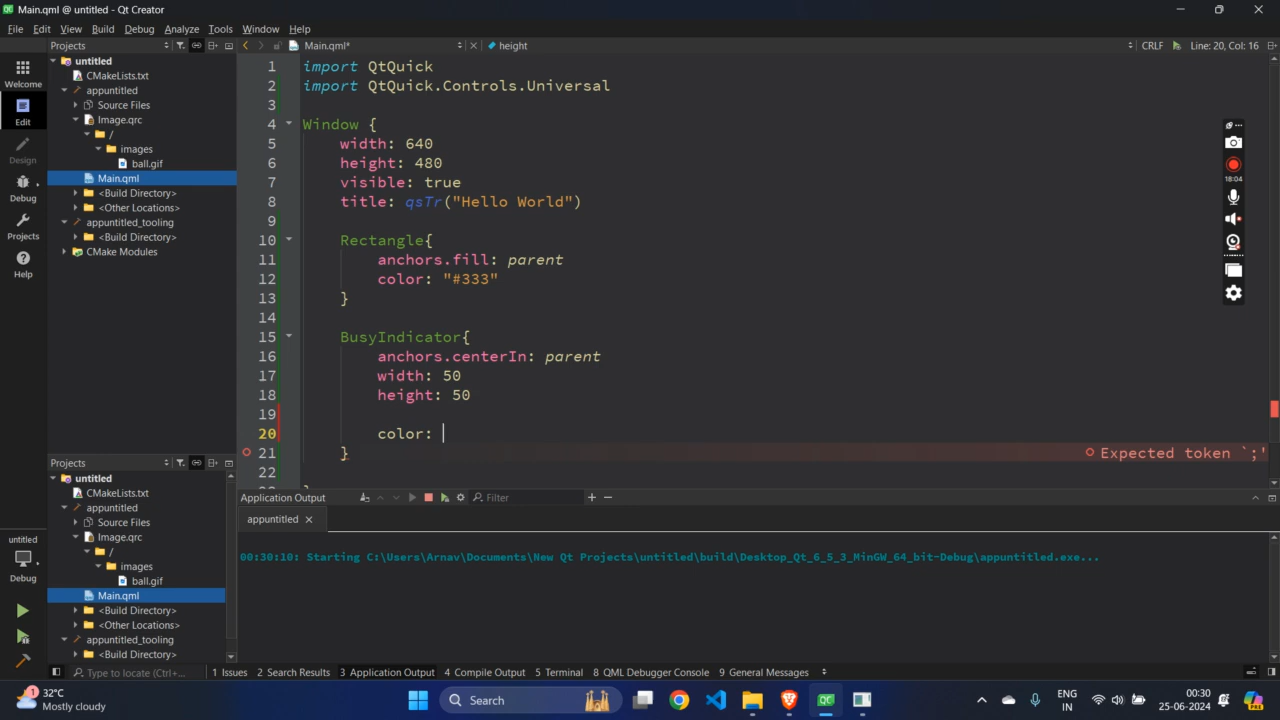 Main.qml @ untitled - Qt Creator
File Edit View Build Debug Analyze Tools Window Help
Projects
Main.qml*
height
CRLF
Line: 20, Col: 16
Welcome
Edit
Design
Debug
Projects
Help
untitled
CMakeLists.txt
appuntitled
Source Files
Image.qrc
/
images
ball.gif
Main.qml
<Build Directory>
<Other Locations>
appuntitled_tooling
<Build Directory>
CMake Modules
1 import QtQuick
2 import QtQuick.Controls.Universal
3
4 Window {
5 width: 640
6 height: 480
7 visible: true
8 title: qsTr("Hello World")
9
10 Rectangle{
11 anchors.fill: parent
12 color: "#333"
13 }
14
15 BusyIndicator{
16 anchors.centerIn: parent
17 width: 50
18 height: 50
19
20 color:
21 } Expected token `;'
22
18:04
Projects
untitled
CMakeLists.txt
appuntitled
Source Files
Image.qrc
/
images
ball.gif
Main.qml
<Build Directory>
<Other Locations>
appuntitled_tooling
<Build Directory>
untitled
Debug
Application Output
Filter
appuntitled
00:30:10: Starting C:\Users\Arnav\Documents\New Qt Projects\untitled\build\Desktop_Qt_6_5_3_MinGW_64_bit-Debug\appuntitled.exe...
Type to locate (Ctrl+...
1 Issues 2 Search Results 3 Application Output 4 Compile Output 5 Terminal 8 QML Debugger Console 9 General Messages
1
32°C
Mostly cloudy
Search
ENG
IN
00:30
25-06-2024